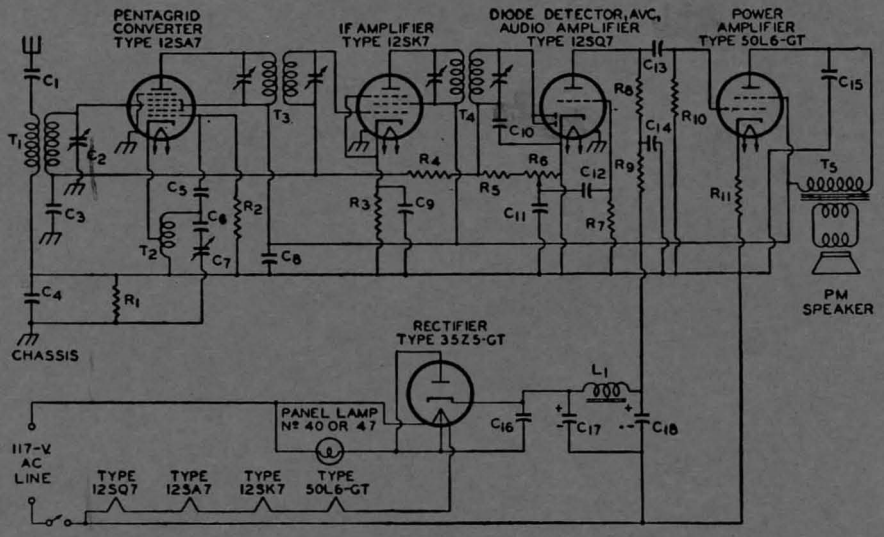 PENTAGRID
CONVERTER
TYPE 12SA7
IF AMPLIFIER
TYPE 12SK7
DIODE DETECTOR, AVC,
AUDIO AMPLIFIER
TYPE 12SQ7
POWER
AMPLIFIER
TYPE 50L6-GT
C1
T1
C2
C3
C4
R1
C5
C6
C7
T2
R2
T3
C8
R3
C9
R4
T4
C10
R5
R6
C11
C12
R7
R8
C13
C14
R9
R10
R11
C15
T5
PM
SPEAKER
CHASSIS
RECTIFIER
TYPE 35Z5-GT
L1
C16
+
-
C17
+
-
C18
PANEL LAMP
Nº 40 OR 47
117-V.
AC
LINE
TYPE
12SQ7
TYPE
12SA7
TYPE
12SK7
TYPE
50L6-GT